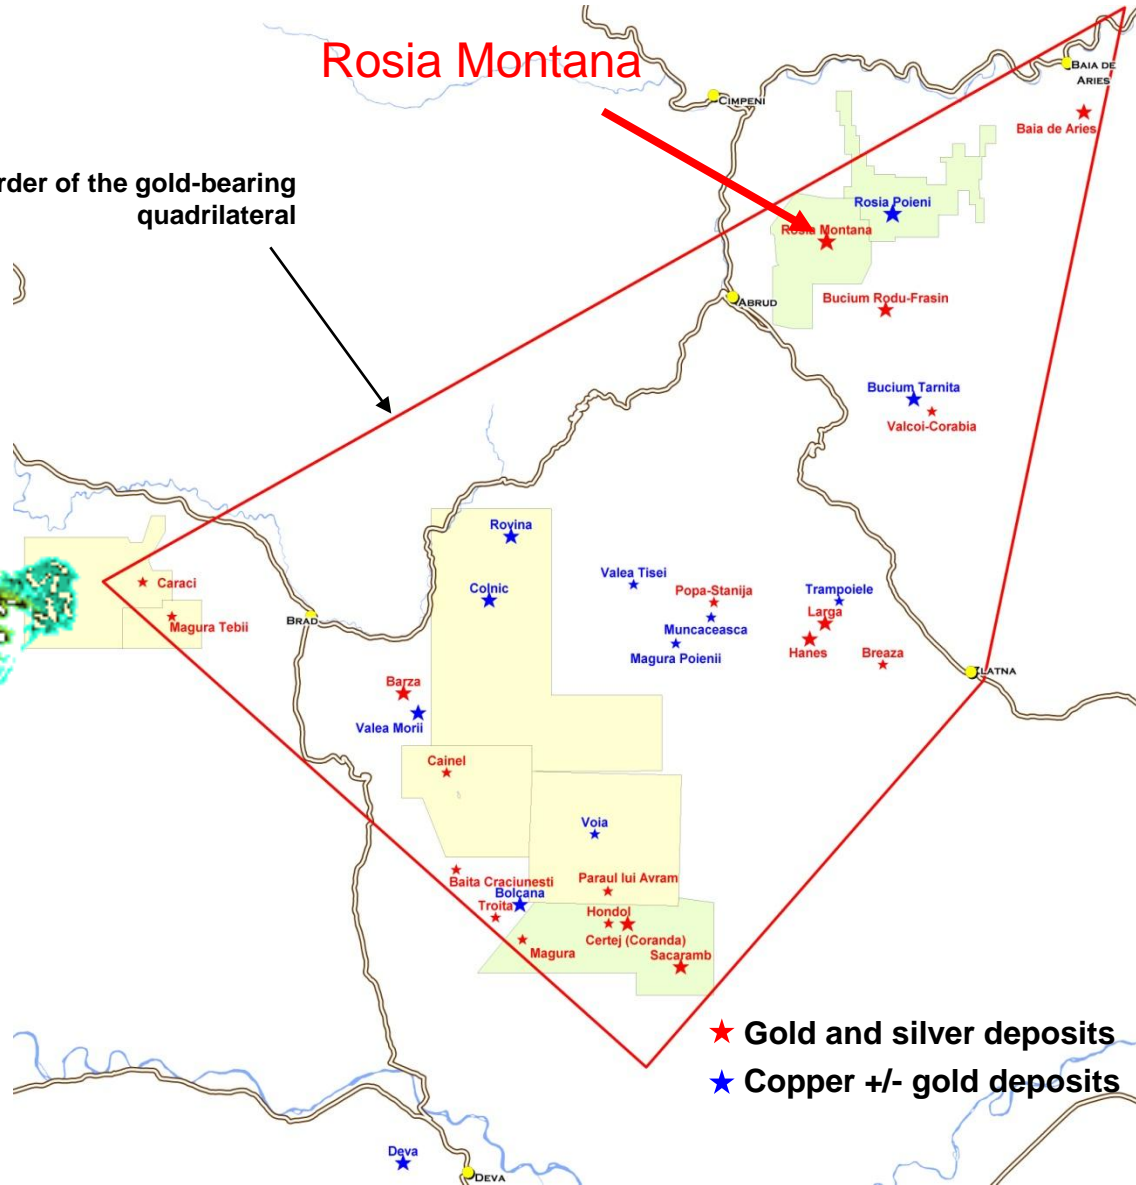 Rosia Montana
BAIA DE
ARIES
CIMPENI
Baia de Aries
rder of the gold-bearing
quadrilateral
Rosia Poieni
Rosia Montana
ABRUD
Bucium Rodu-Frasin
Bucium Tarnita
Valcoi-Corabia
Rovina
Valea Tisei
Caraci
Colnic
Popa-Stanija
Trampoiele
Larga
BRAD
Magura Tebii
Muncaceasca
Magura Poienii
Hanes
Breaza
ZLATNA
Barza
Valea Morii
Cainel
Voia
Baita Craciunesti
Paraul lui Avram
Bolcana
Troita
Hondol
Certej (Coranda)
Magura
Sacaramb
Gold and silver deposits
Copper +/- gold deposits
Deva
DEVA